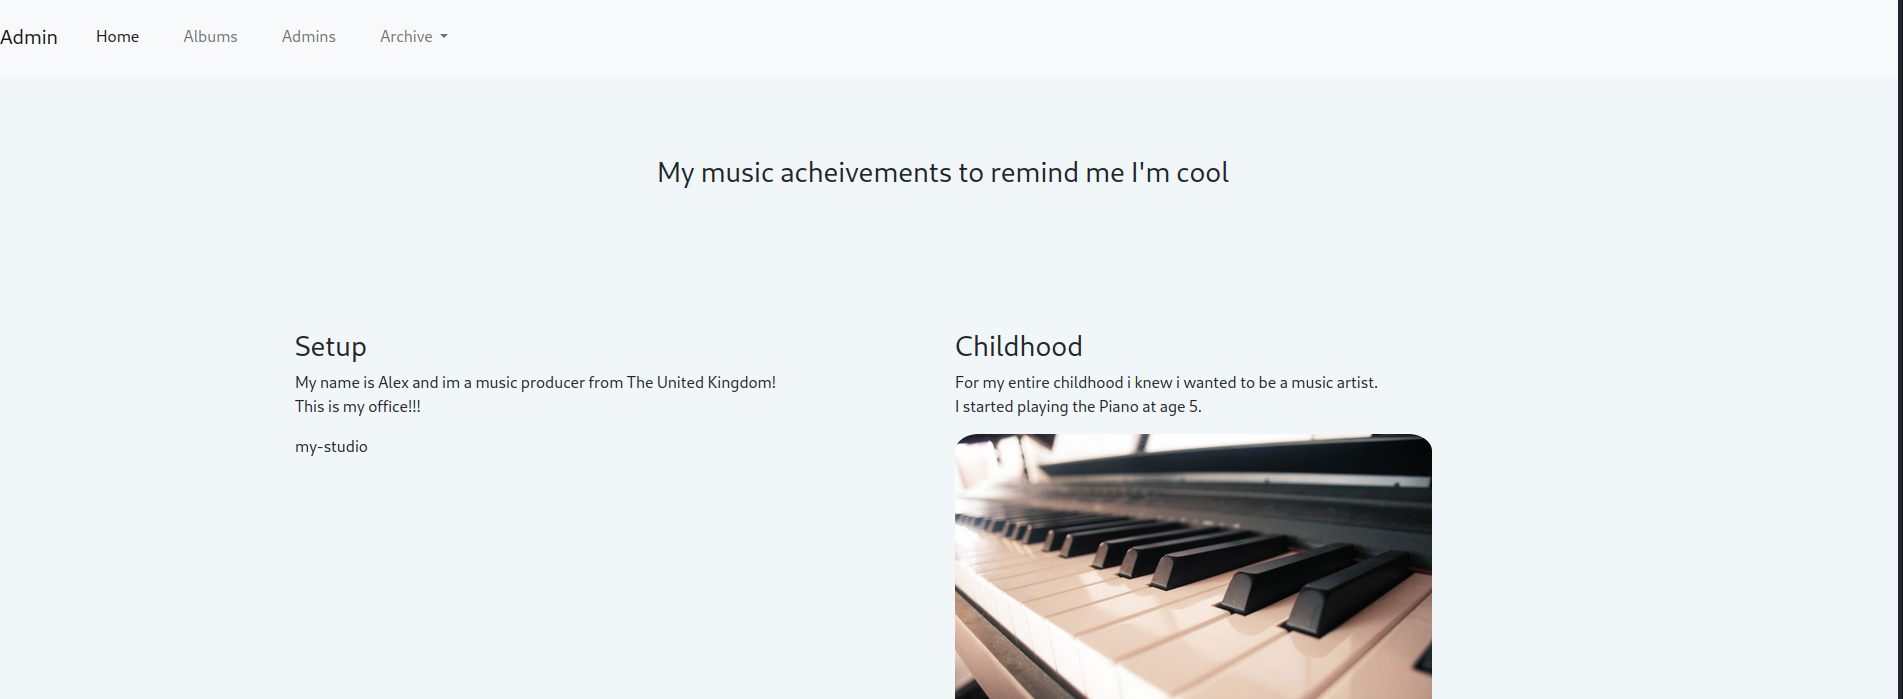 Admin Home Albums Admins Archive
My music acheivements to remind me I'm cool
Setup
My name is Alex and im a music producer from The United Kingdom!
This is my office!!!
my-studio
Childhood
For my entire childhood i knew i wanted to be a music artist.
I started playing the Piano at age 5.